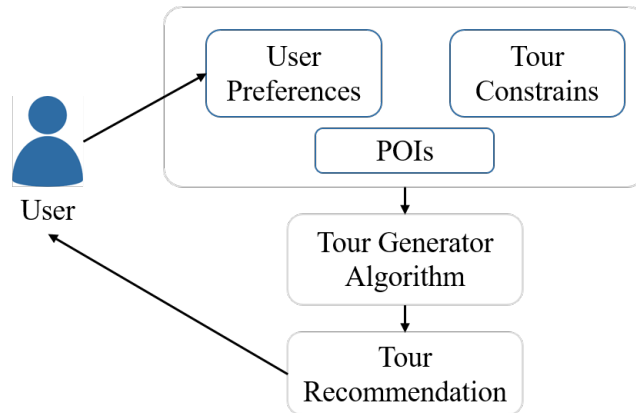 User
Preferences
Tour
Constrains
POIs
User
Tour Generator
Algorithm
Tour
Recommendation